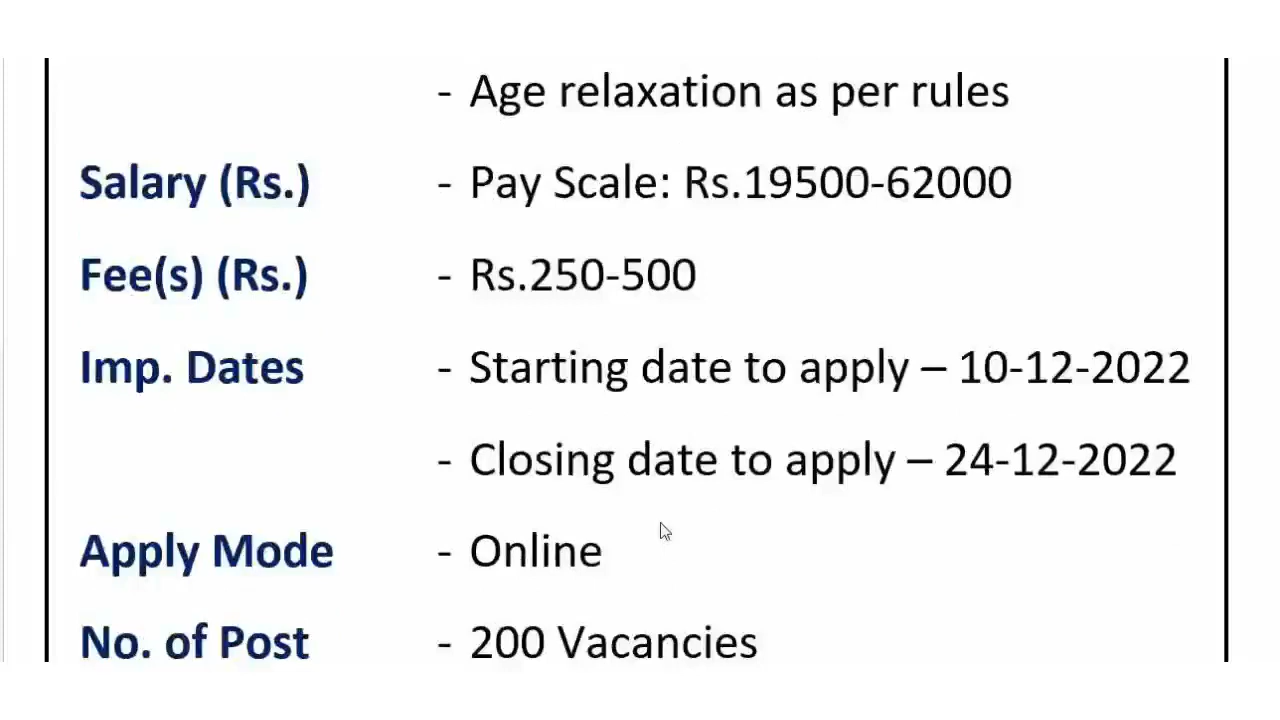 - Age relaxation as per rules
Salary (Rs.) - Pay Scale: Rs.19500-62000
Fee(s) (Rs.) - Rs.250-500
Imp. Dates - Starting date to apply – 10-12-2022
- Closing date to apply – 24-12-2022
Apply Mode - Online
No. of Post - 200 Vacancies